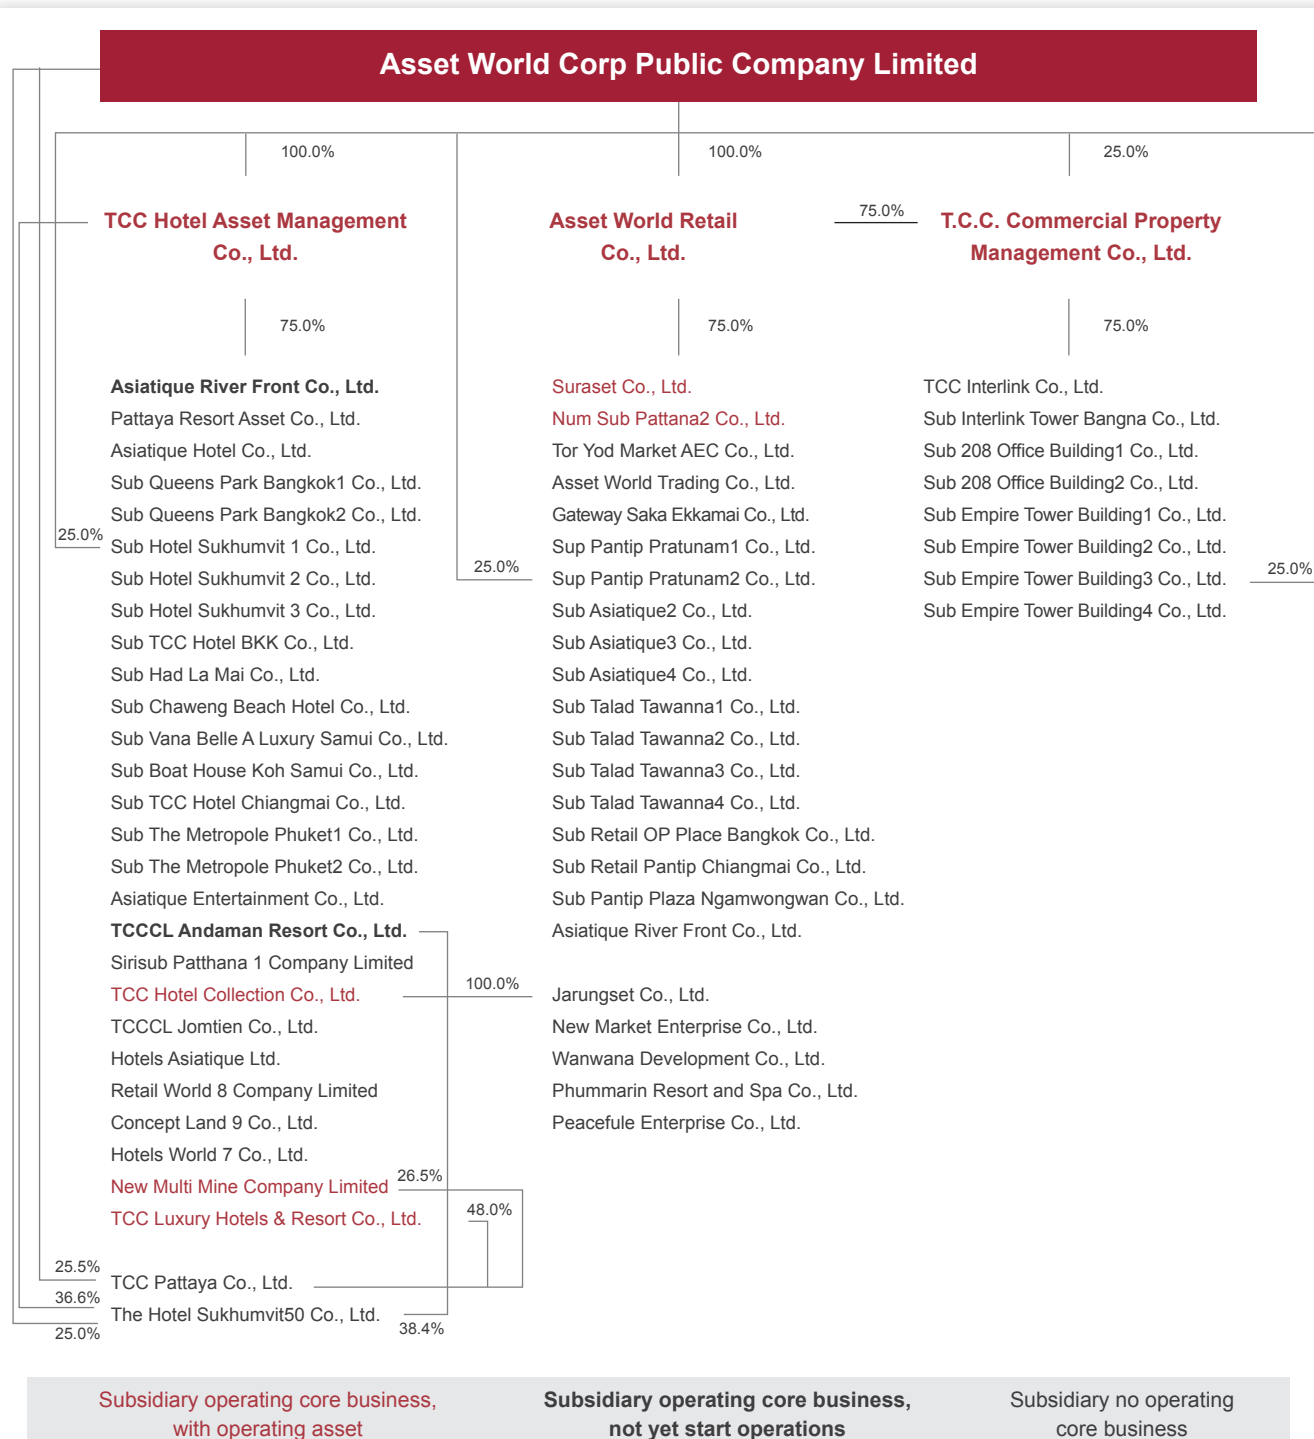 Asset World Corp Public Company Limited
100.0%
100.0%
25.0%
TCC Hotel Asset Management
Co., Ltd.
Asset World Retail
Co., Ltd.
75.0%
T.C.C. Commercial Property
Management Co., Ltd.
75.0%
75.0%
75.0%
Asiatique River Front Co., Ltd.
Pattaya Resort Asset Co., Ltd.
Asiatique Hotel Co., Ltd.
Sub Queens Park Bangkok1 Co., Ltd.
Sub Queens Park Bangkok2 Co., Ltd.
25.0%
Sub Hotel Sukhumvit 1 Co., Ltd.
Sub Hotel Sukhumvit 2 Co., Ltd.
Sub Hotel Sukhumvit 3 Co., Ltd.
Sub TCC Hotel BKK Co., Ltd.
Sub Had La Mai Co., Ltd.
Sub Chaweng Beach Hotel Co., Ltd.
Sub Vana Belle A Luxury Samui Co., Ltd.
Sub Boat House Koh Samui Co., Ltd.
Sub TCC Hotel Chiangmai Co., Ltd.
Sub The Metropole Phuket1 Co., Ltd.
Sub The Metropole Phuket2 Co., Ltd.
Asiatique Entertainment Co., Ltd.
TCCCL Andaman Resort Co., Ltd.
Sirisub Patthana 1 Company Limited
TCC Hotel Collection Co., Ltd.
TCCCL Jomtien Co., Ltd.
Hotels Asiatique Ltd.
Retail World 8 Company Limited
Concept Land 9 Co., Ltd.
Hotels World 7 Co., Ltd.
New Multi Mine Company Limited
26.5%
TCC Luxury Hotels & Resort Co., Ltd.
48.0%
25.5%
TCC Pattaya Co., Ltd.
36.6%
The Hotel Sukhumvit50 Co., Ltd.
25.0%
38.4%
Suraset Co., Ltd.
Num Sub Pattana2 Co., Ltd.
Tor Yod Market AEC Co., Ltd.
Asset World Trading Co., Ltd.
Gateway Saka Ekkamai Co., Ltd.
Sup Pantip Pratunam1 Co., Ltd.
25.0%
Sup Pantip Pratunam2 Co., Ltd.
Sub Asiatique2 Co., Ltd.
Sub Asiatique3 Co., Ltd.
Sub Asiatique4 Co., Ltd.
Sub Talad Tawanna1 Co., Ltd.
Sub Talad Tawanna2 Co., Ltd.
Sub Talad Tawanna3 Co., Ltd.
Sub Talad Tawanna4 Co., Ltd.
Sub Retail OP Place Bangkok Co., Ltd.
Sub Retail Pantip Chiangmai Co., Ltd.
Sub Pantip Plaza Ngamwongwan Co., Ltd.
Asiatique River Front Co., Ltd.
100.0%
Jarungset Co., Ltd.
New Market Enterprise Co., Ltd.
Wanwana Development Co., Ltd.
Phummarin Resort and Spa Co., Ltd.
Peacefule Enterprise Co., Ltd.
TCC Interlink Co., Ltd.
Sub Interlink Tower Bangna Co., Ltd.
Sub 208 Office Building1 Co., Ltd.
Sub 208 Office Building2 Co., Ltd.
Sub Empire Tower Building1 Co., Ltd.
Sub Empire Tower Building2 Co., Ltd.
Sub Empire Tower Building3 Co., Ltd.
25.0%
Sub Empire Tower Building4 Co., Ltd.
Subsidiary operating core business,
with operating asset
Subsidiary operating core business,
not yet start operations
Subsidiary no operating
core business